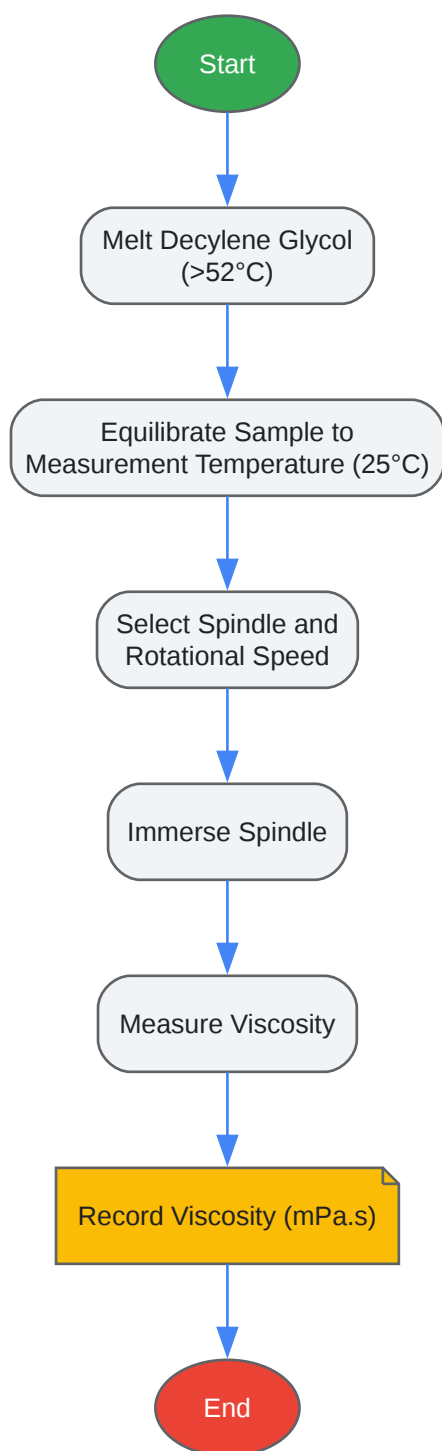 Start
Melt Decylene Glycol
(>52°C)
Equilibrate Sample to
Measurement Temperature (25°C)
Select Spindle and
Rotational Speed
Immerse Spindle
Measure Viscosity
Record Viscosity (mPa.s)
End